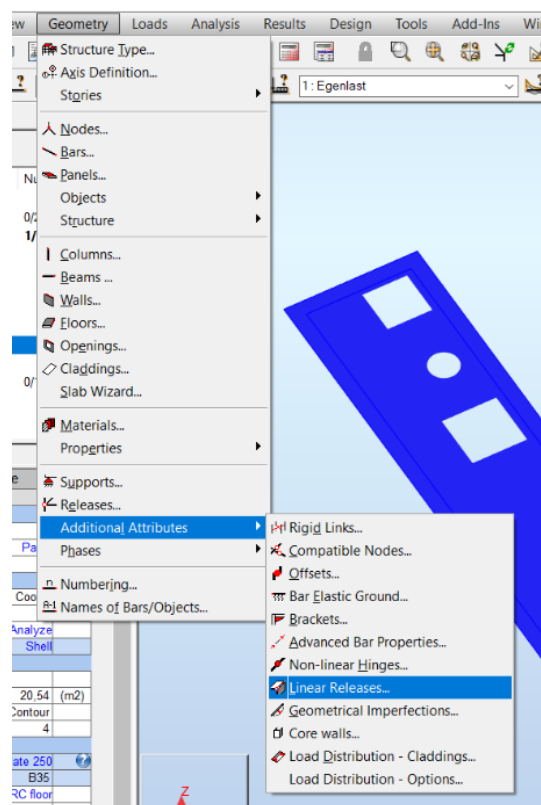 ew Geometry Loads Analysis Results Design Tools Add-Ins Wi
Structure Type...
Axis Definition...
Stories
1 : Egenlast
Nodes...
Bars...
Panels...
Objects
Structure
Columns...
Beams ...
Walls...
Floors...
Openings...
Claddings...
Slab Wizard...
Materials...
Properties
Supports...
Releases...
Additional Attributes
Phases
Numbering...
Names of Bars/Objects...
Rigid Links...
Compatible Nodes...
Offsets...
Bar Elastic Ground...
Brackets...
Advanced Bar Properties...
Non-linear Hinges...
Linear Releases...
Geometrical Imperfections...
Core walls...
Load Distribution - Claddings...
Load Distribution - Options...
Nu
0/
1/
0/
e
Pa
Coo
Analyze
Shell
20,54 (m2)
Contour
4
ate 250
B35
RC floor
Z